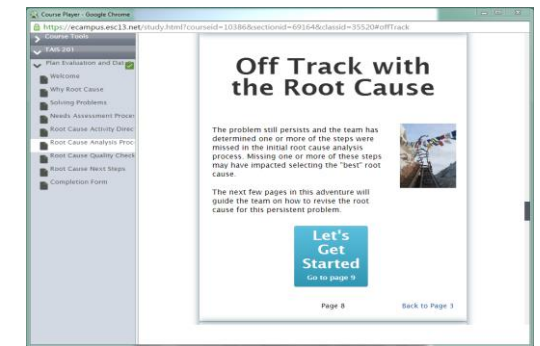 Course Player - Google Chrome
https://ecampus.esc13.net/study.html?courseid=10386&sectionid=69164&classid=35520#offTrack
Course Tools
TAIS 201
Plan Evaluation and Dat
Welcome
Why Root Cause
Solving Problems
Needs Assessment Proces
Root Cause Activity Direc
Root Cause Analysis Proc
Root Cause Quality Check
Root Cause Next Steps
Completion Form
Off Track with
the Root Cause
The problem still persists and the team has
determined one or more of the steps were
missed in the initial root cause analysis
process. Missing one or more of these steps
may have impacted selecting the "best" root
cause.
The next few pages in this adventure will
guide the team on how to revise the root
cause for this persistent problem.
Let's
Get
Started
Go to page 9
Page 8
Back to Page 3